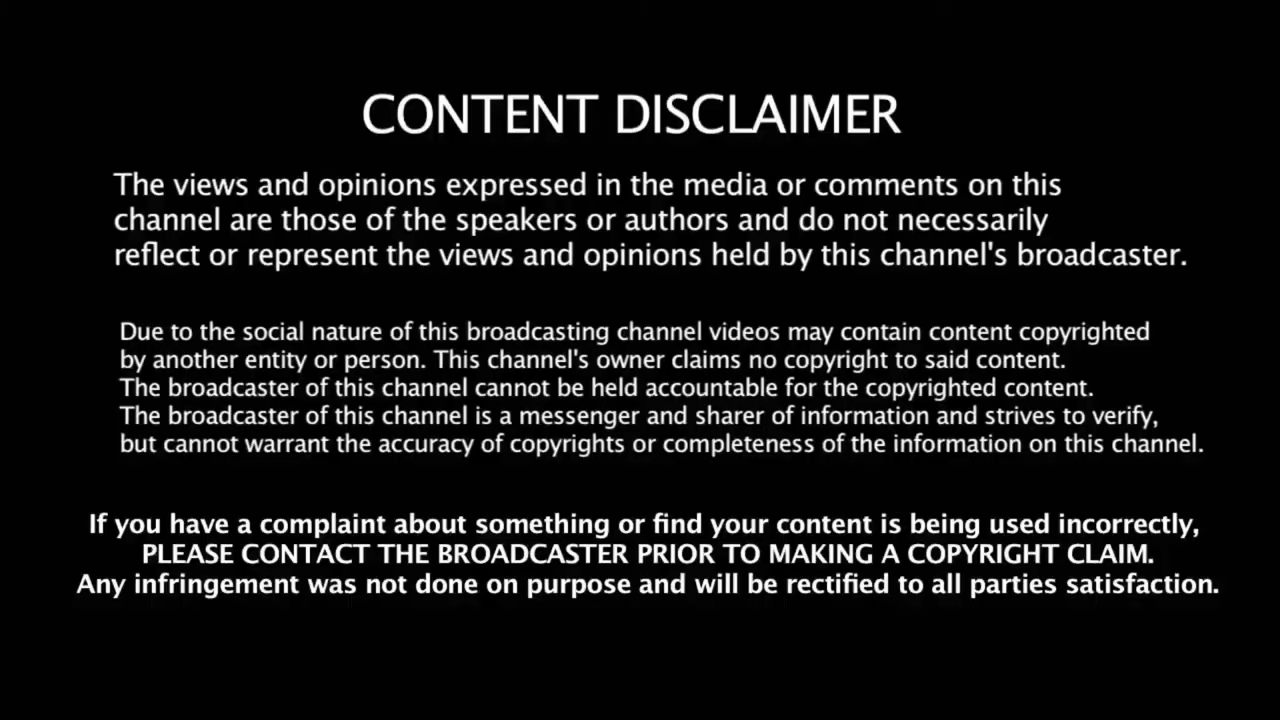 CONTENT DISCLAIMER
The views and opinions expressed in the media or comments on this
channel are those of the speakers or authors and do not necessarily
reflect or represent the views and opinions held by this channel's broadcaster.
Due to the social nature of this broadcasting channel videos may contain content copyrighted
by another entity or person. This channel's owner claims no copyright to said content.
The broadcaster of this channel cannot be held accountable for the copyrighted content.
The broadcaster of this channel is a messenger and sharer of information and strives to verify,
but cannot warrant the accuracy of copyrights or completeness of the information on this channel.
If you have a complaint about something or find your content is being used incorrectly,
PLEASE CONTACT THE BROADCASTER PRIOR TO MAKING A COPYRIGHT CLAIM.
Any infringement was not done on purpose and will be rectified to all parties satisfaction.